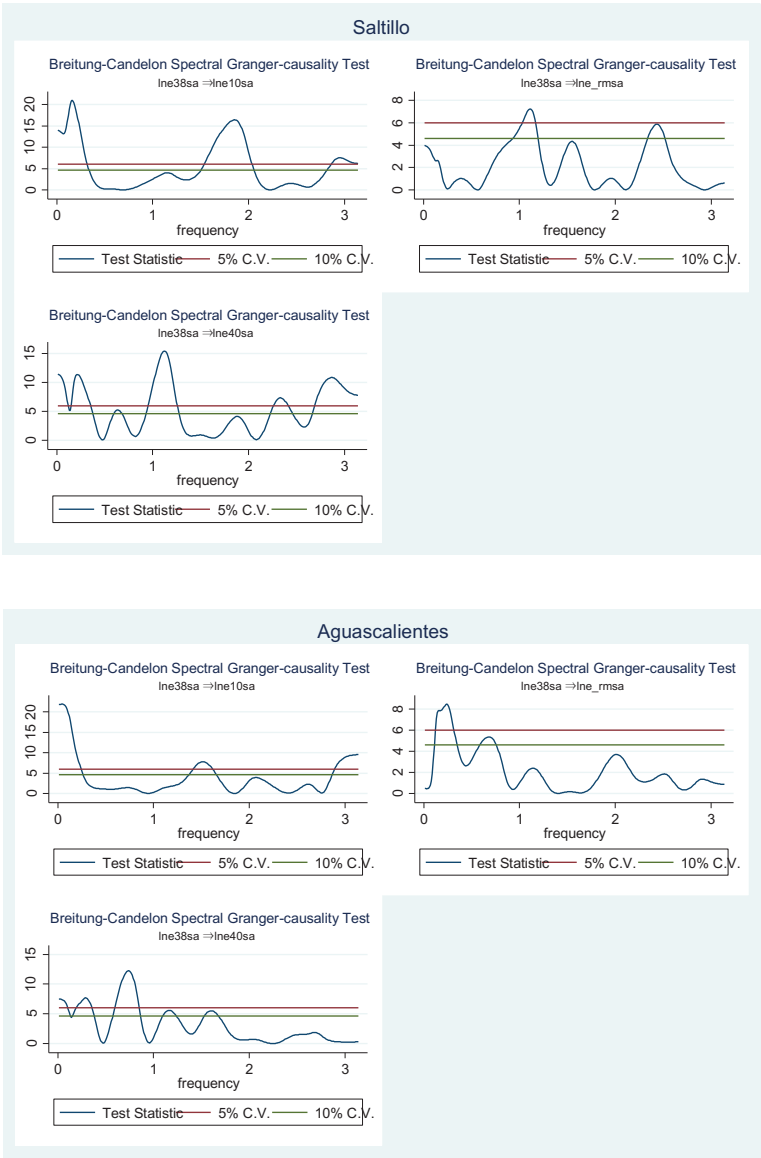 Saltillo
Breitung-Candelon Spectral Granger-causality Test
lne38sa ⇒lne10sa
0 5 10 15 20
0 1 2 3
frequency
Test Statistic 5% C.V. 10% C.V.
Breitung-Candelon Spectral Granger-causality Test
lne38sa ⇒lne_rmsa
0 2 4 6 8
0 1 2 3
frequency
Test Statistic 5% C.V. 10% C.V.
Breitung-Candelon Spectral Granger-causality Test
lne38sa ⇒lne40sa
0 5 10 15
0 1 2 3
frequency
Test Statistic 5% C.V. 10% C.V.
Aguascalientes
Breitung-Candelon Spectral Granger-causality Test
lne38sa ⇒lne10sa
0 5 10 15 20
0 1 2 3
frequency
Test Statistic 5% C.V. 10% C.V.
Breitung-Candelon Spectral Granger-causality Test
lne38sa ⇒lne_rmsa
0 2 4 6 8
0 1 2 3
frequency
Test Statistic 5% C.V. 10% C.V.
Breitung-Candelon Spectral Granger-causality Test
lne38sa ⇒lne40sa
0 5 10 15
0 1 2 3
frequency
Test Statistic 5% C.V. 10% C.V.